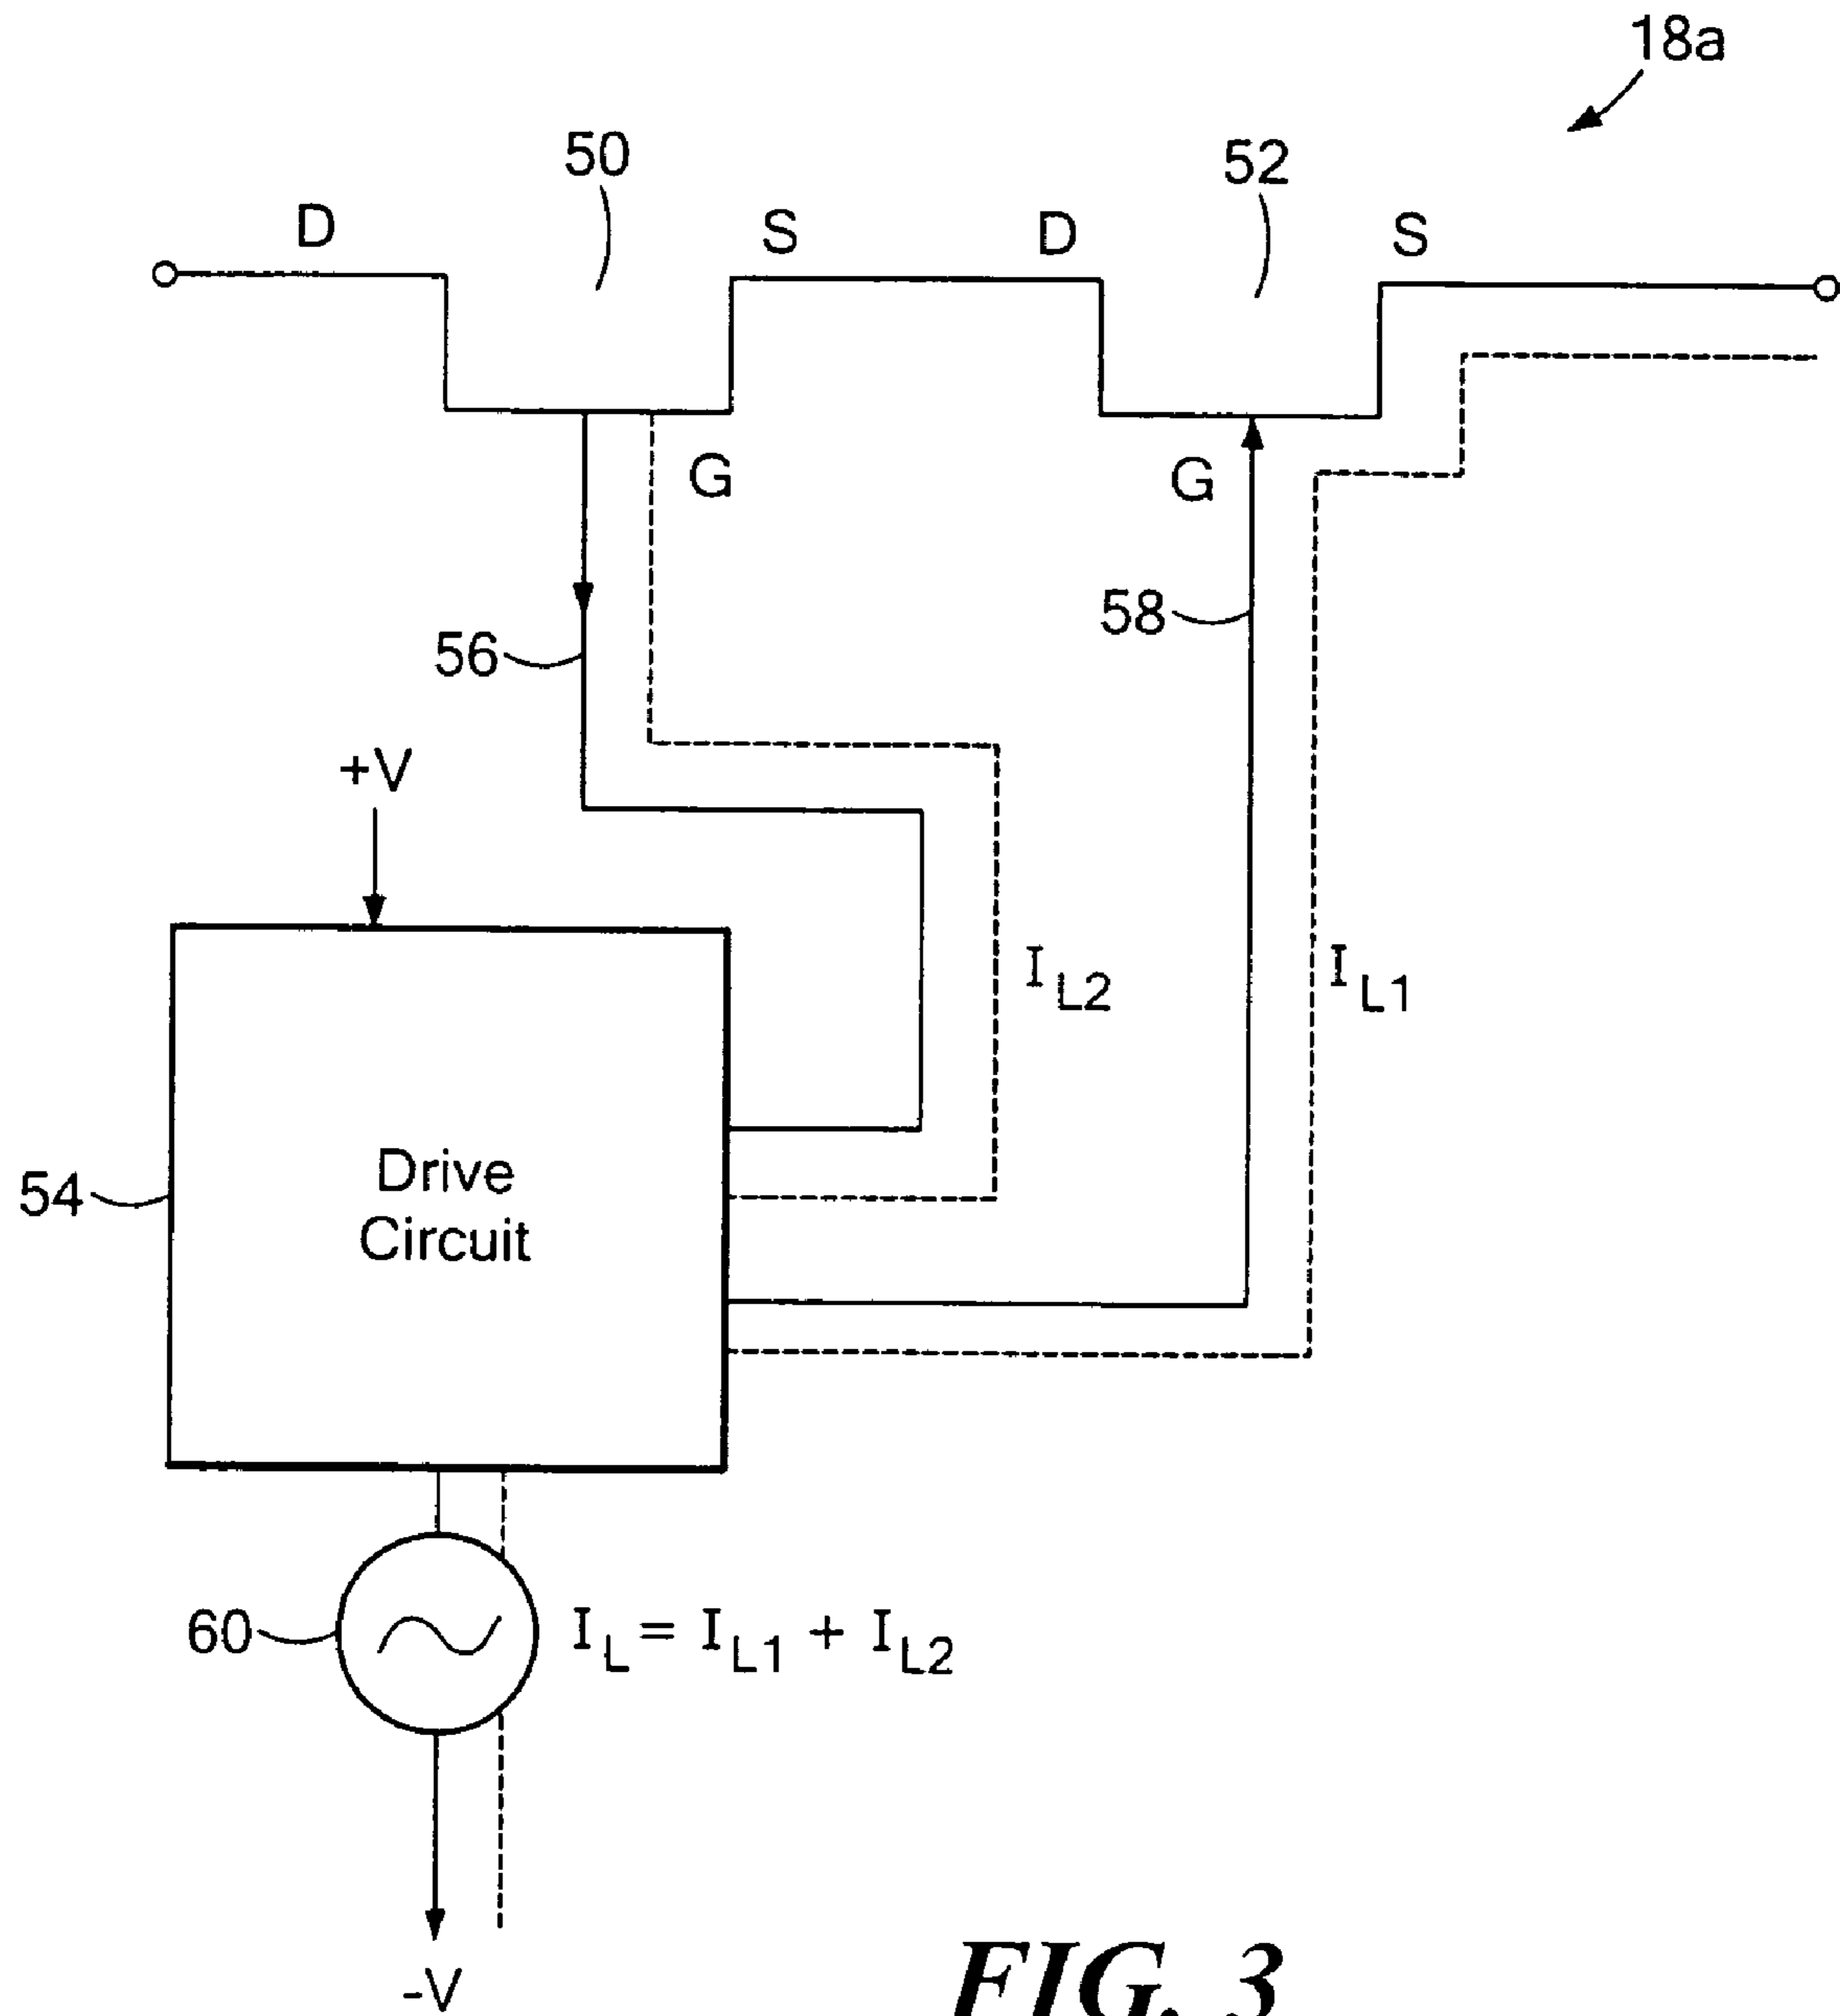 18a
50
52
D
S
D
S
G
G
58
56
+V
I L2
I L1
54
Drive
Circuit
60
I L = I L1 + I L2
-V
FIG. 3